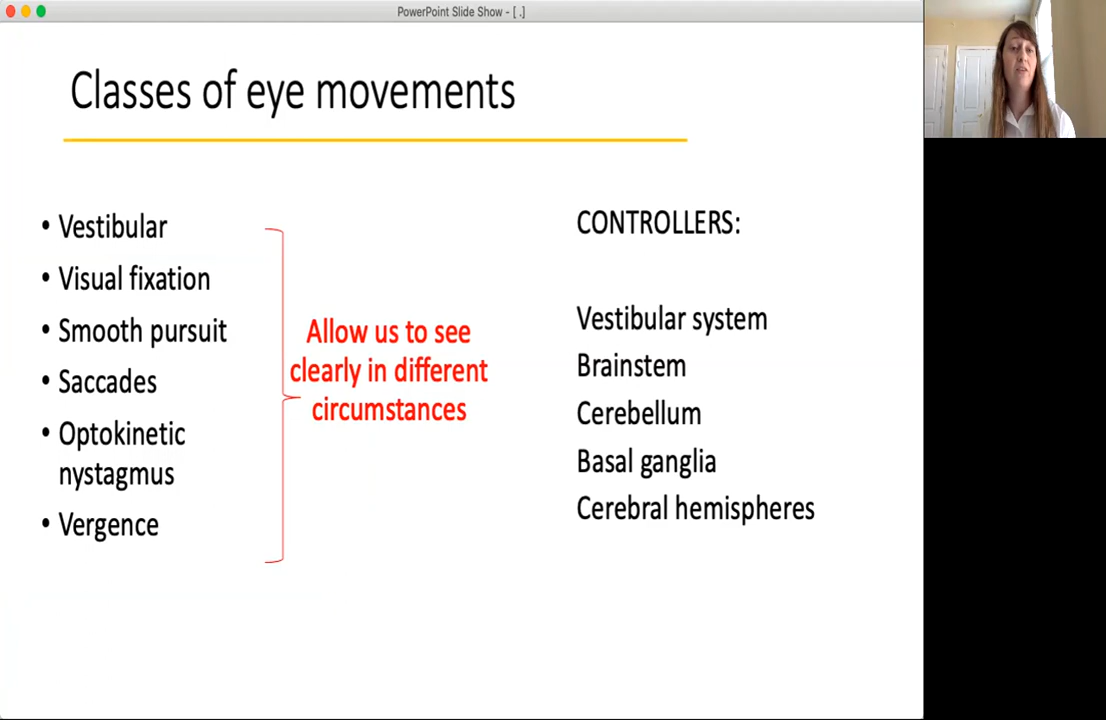 PowerPoint Slide Show - [ .]
Classes of eye movements
• Vestibular
• Visual fixation
• Smooth pursuit
• Saccades
• Optokinetic
nystagmus
• Vergence
Allow us to see
clearly in different
circumstances
CONTROLLERS:
Vestibular system
Brainstem
Cerebellum
Basal ganglia
Cerebral hemispheres